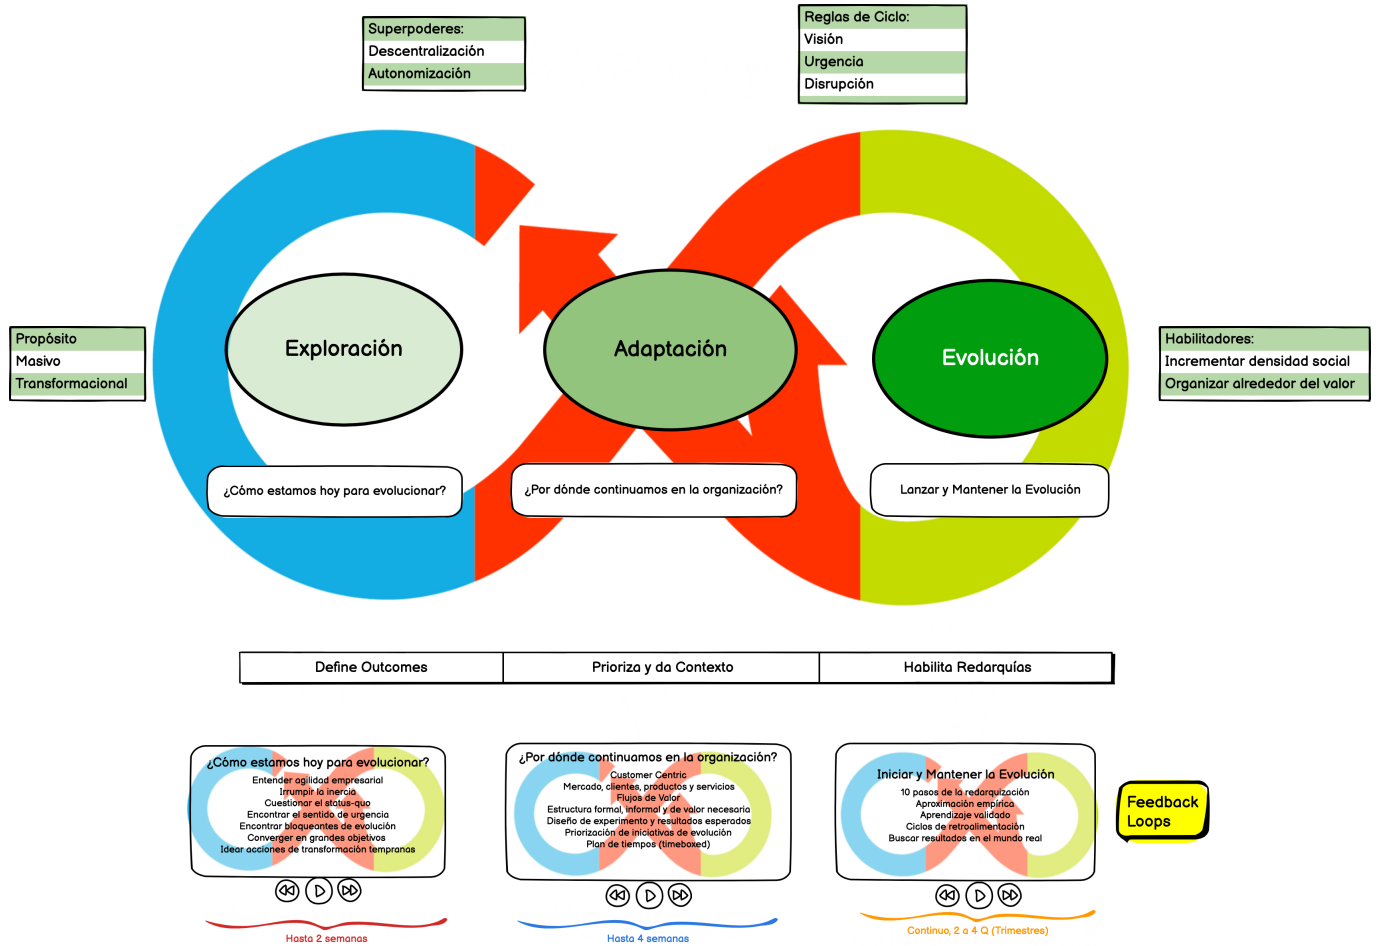 Superpoderes:
Descentralización
Autonomización
Reglas de Ciclo:
Visión
Urgencia
Disrupción
Propósito
Masivo
Transformacional
Exploración
Adaptación
Evolución
Habilitadores:
Incrementar densidad social
Organizar alrededor del valor
¿Cómo estamos hoy para evolucionar?
¿Por dónde continuamos en la organización?
Lanzar y Mantener la Evolución
Define Outcomes
Prioriza y da Contexto
Habilita Redarquías
¿Cómo estamos hoy para evolucionar?
Entender agilidad empresarial
Irrumpir la inercia
Cuestionar el status-quo
Encontrar el sentido de urgencia
Encontrar bloqueantes de evolución
Converger en grandes objetivos
Idear acciones de transformación tempranas
Hasta 2 semanas
¿Por dónde continuamos en la organización?
Customer Centric
Mercado, clientes, productos y servicios
Flujos de Valor
Estructura formal, informal y de valor necesaria
Diseño de experimento y resultados esperados
Priorización de iniciativas de evolución
Plan de tiempos (timeboxed)
Hasta 4 semanas
Iniciar y Mantener la Evolución
10 pasos de la redarquización
Aproximación empírica
Aprendizaje validado
Ciclos de retroalimentación
Buscar resultados en el mundo real
Continuo, 2 a 4 Q (Trimestres)
Feedback
Loops